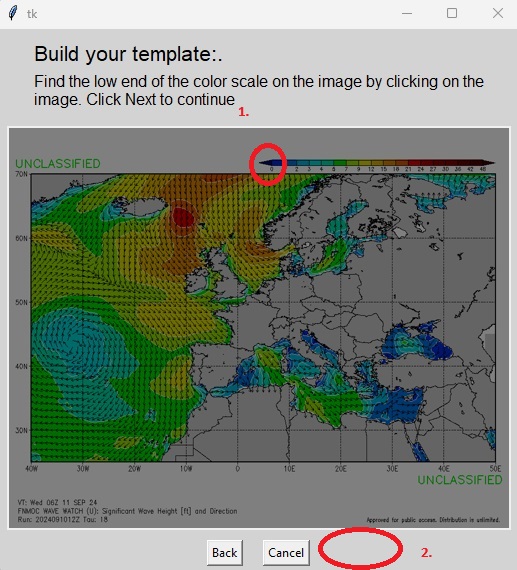 tk
Build your template:.
Find the low end of the color scale on the image by clicking on the
image. Click Next to continue
1.
UNCLASSIFIED
0 1 2 3 5 7 9 12 15 18 21 24 27 30 36 42 48
70N
60N
50N
40N
30N
40W 30W 20W 10W 0 10E 20E 30E 40E 50E
UNCLASSIFIED
VT: Wed 06Z 11 SEP 24
FNMOC WAVE WATCH (U): Significant Wave Height [ft] and Direction
Run: 2024091012Z Tau: 18
Approved for public access. Distribution is unlimited.
Back Cancel 2.